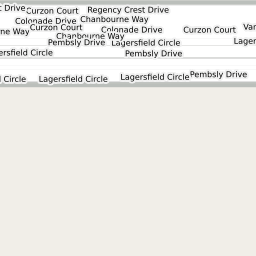 Drive Curzon Court Regency Crest Drive
Colonade Drive Chanbourne Way
ne Way Curzon Court Colonade Drive Curzon Court Var
Chanbourne Way
Pembsly Drive Lagersfield Circle Lager
ersfield Circle Pembsly Drive
l Circle Lagersfield Circle Lagersfield Circle Pembsly Drive